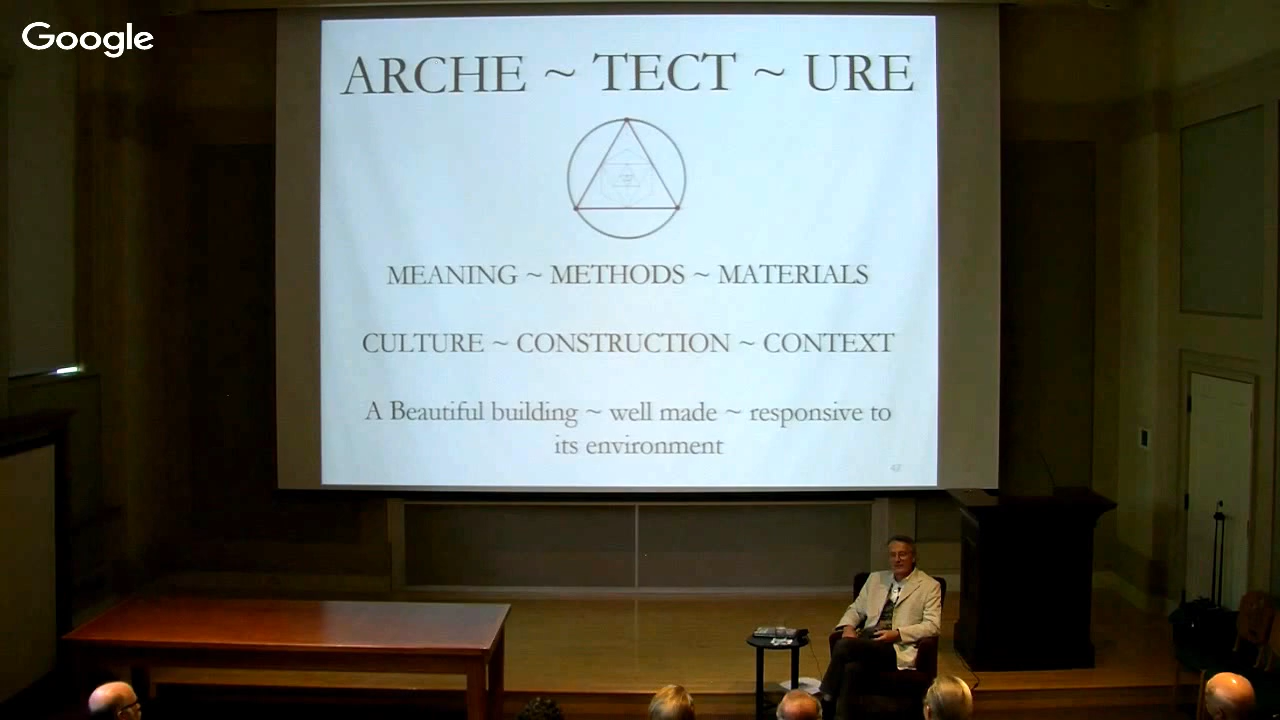 Google
ARCHE ~ TECT ~ URE
MEANING ~ METHODS ~ MATERIALS
CULTURE ~ CONSTRUCTION ~ CONTEXT
A Beautiful building ~ well made ~ responsive to
its environment